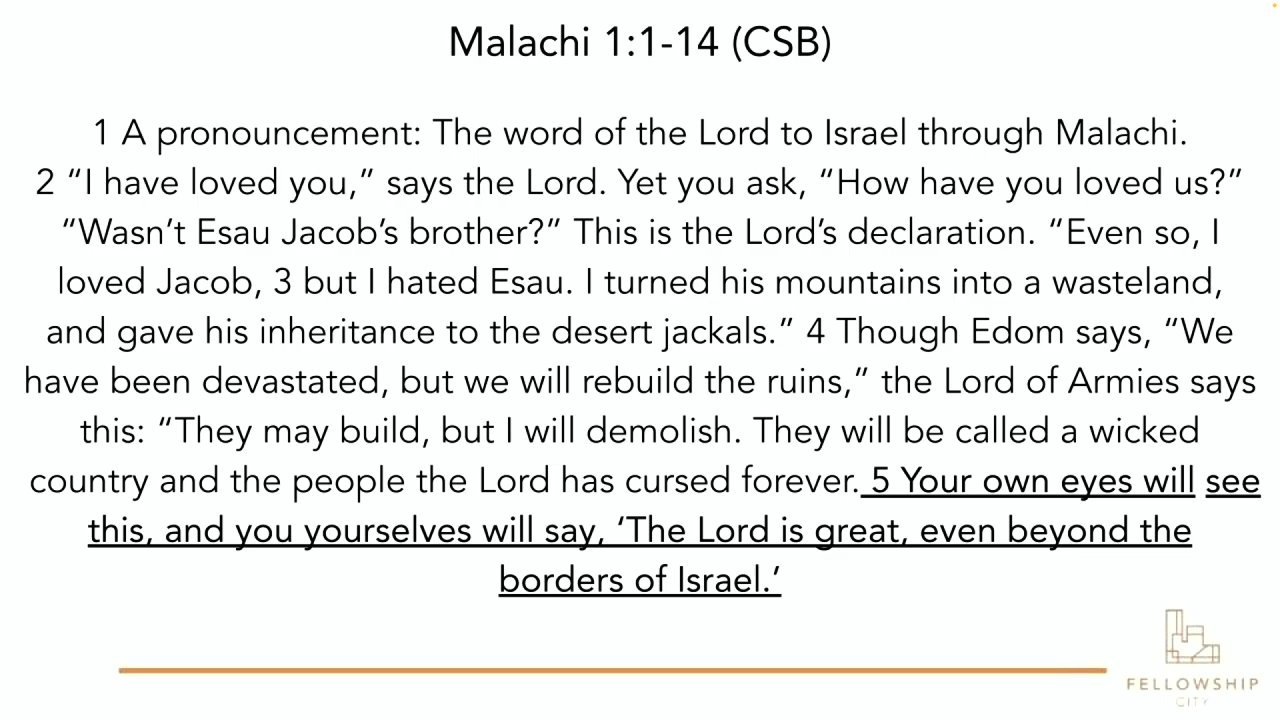 Malachi 1:1-14 (CSB)
1 A pronouncement: The word of the Lord to Israel through Malachi.
2 “I have loved you,” says the Lord. Yet you ask, “How have you loved us?”
“Wasn’t Esau Jacob’s brother?” This is the Lord’s declaration. “Even so, I
loved Jacob, 3 but I hated Esau. I turned his mountains into a wasteland,
and gave his inheritance to the desert jackals.” 4 Though Edom says, “We
have been devastated, but we will rebuild the ruins,” the Lord of Armies says
this: “They may build, but I will demolish. They will be called a wicked
country and the people the Lord has cursed forever. 5 Your own eyes will see
this, and you yourselves will say, ‘The Lord is great, even beyond the
borders of Israel.’
FELLOWSHIP
CITY